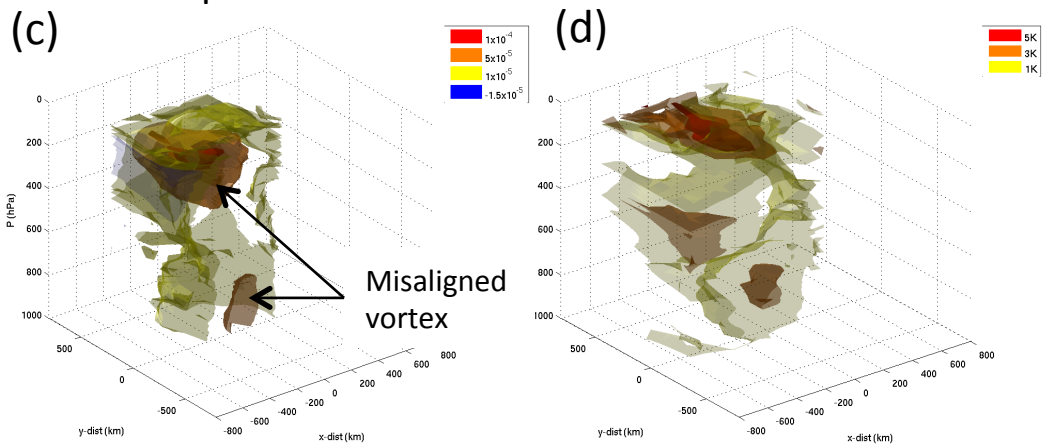 (c)
1x10-4
5x10-5
1x10-5
-1.5x10-5
0
200
400
600
800
1000
P (hPa)
500
0
-500
y-dist (km)
-800
-600
-400
-200
0
200
400
600
800
x-dist (km)
Misaligned
vortex
(d)
5K
3K
1K
0
200
400
600
800
1000
500
0
-500
y-dist (km)
-800
-600
-400
-200
0
200
400
600
800
x-dist (km)